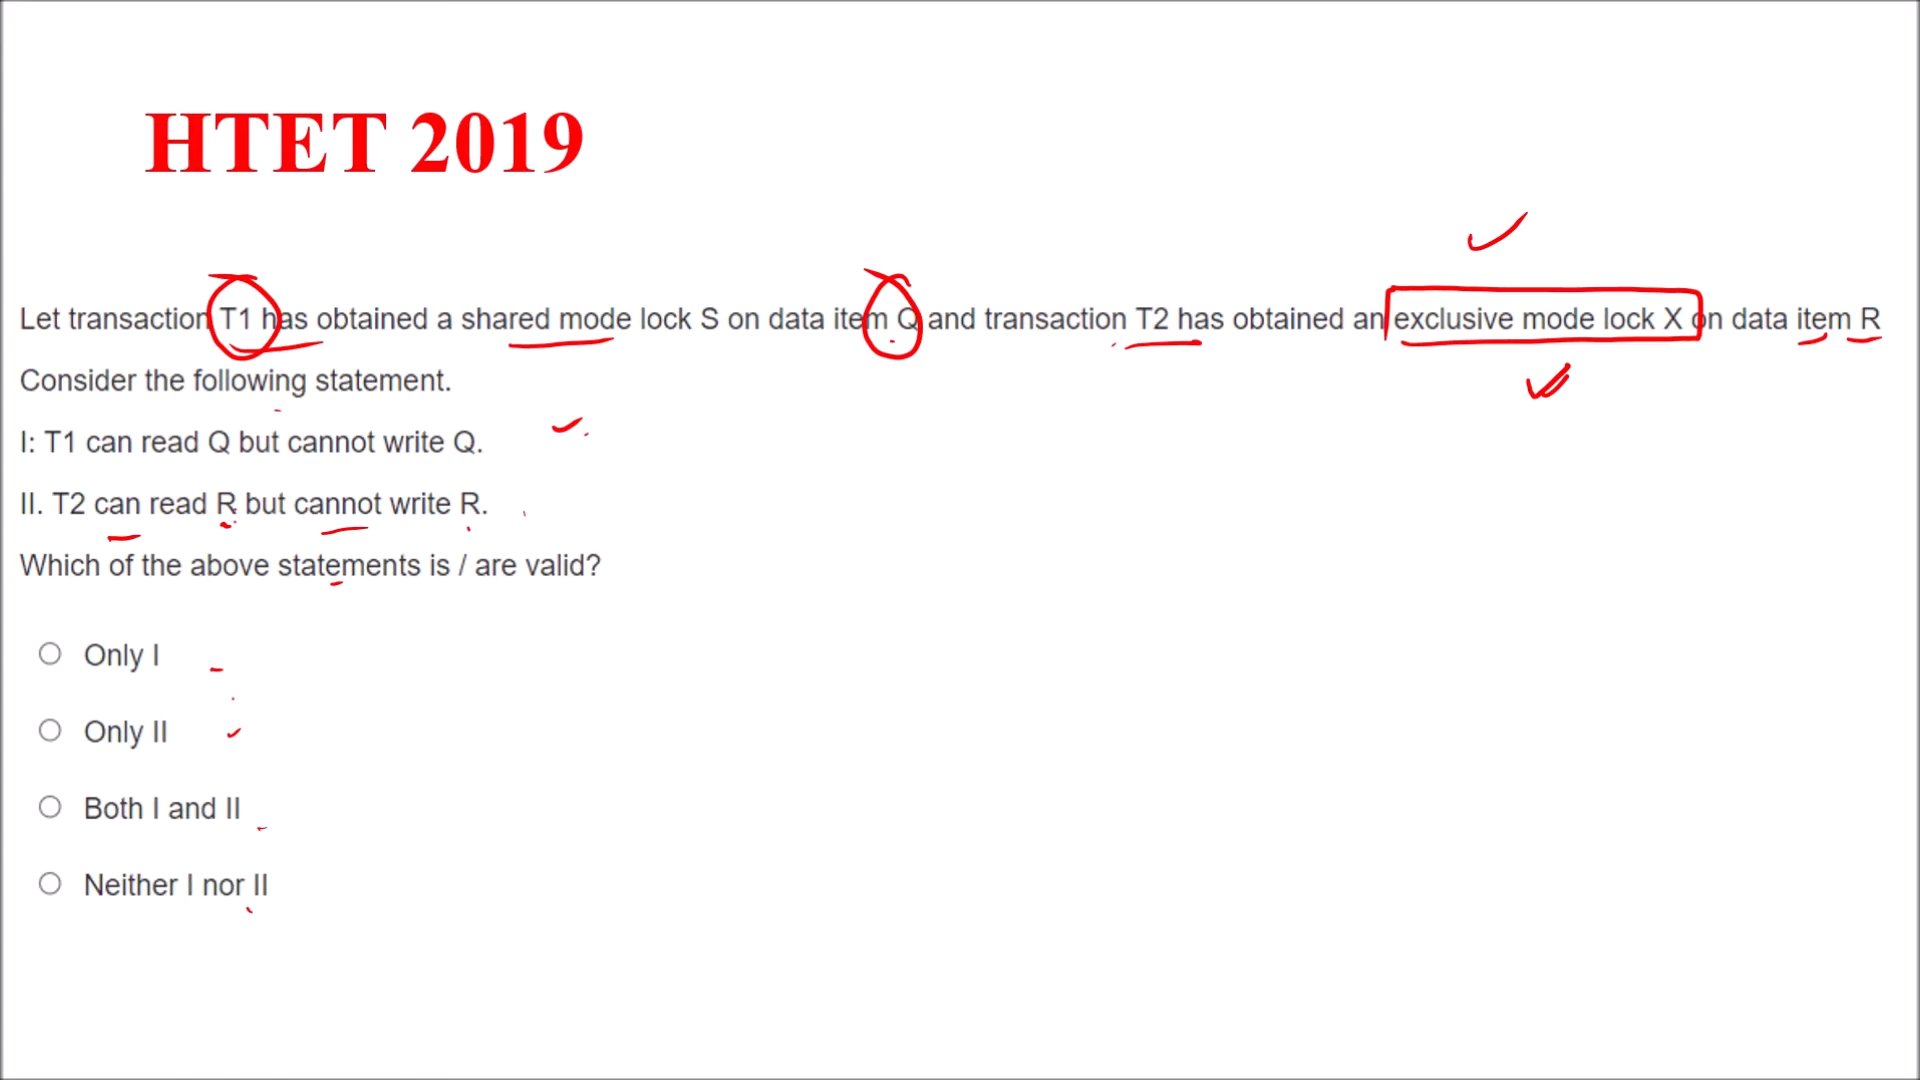 HTET 2019
Let transaction T1 has obtained a shared mode lock S on data item Q and transaction T2 has obtained an exclusive mode lock X on data item R
Consider the following statement.
I: T1 can read Q but cannot write Q.
II. T2 can read R but cannot write R.
Which of the above statements is / are valid?
Only I
Only II
Both I and II
Neither I nor II